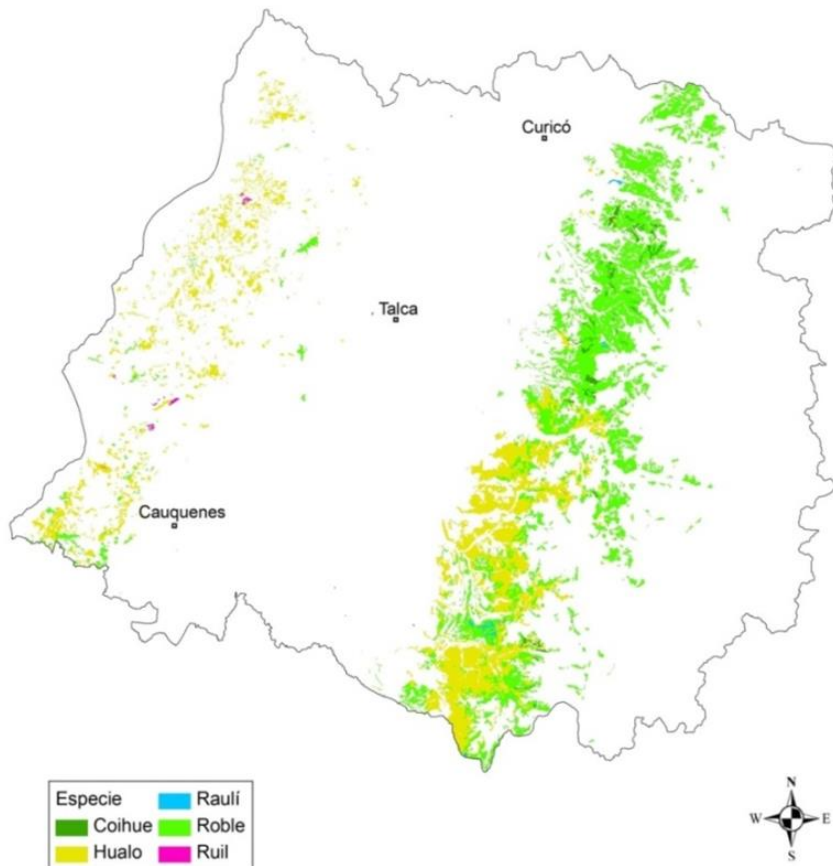 Curicó
Talca
Cauquenes
Especie
Coihue
Hualo
Raulí
Roble
Ruil
N
W E
S